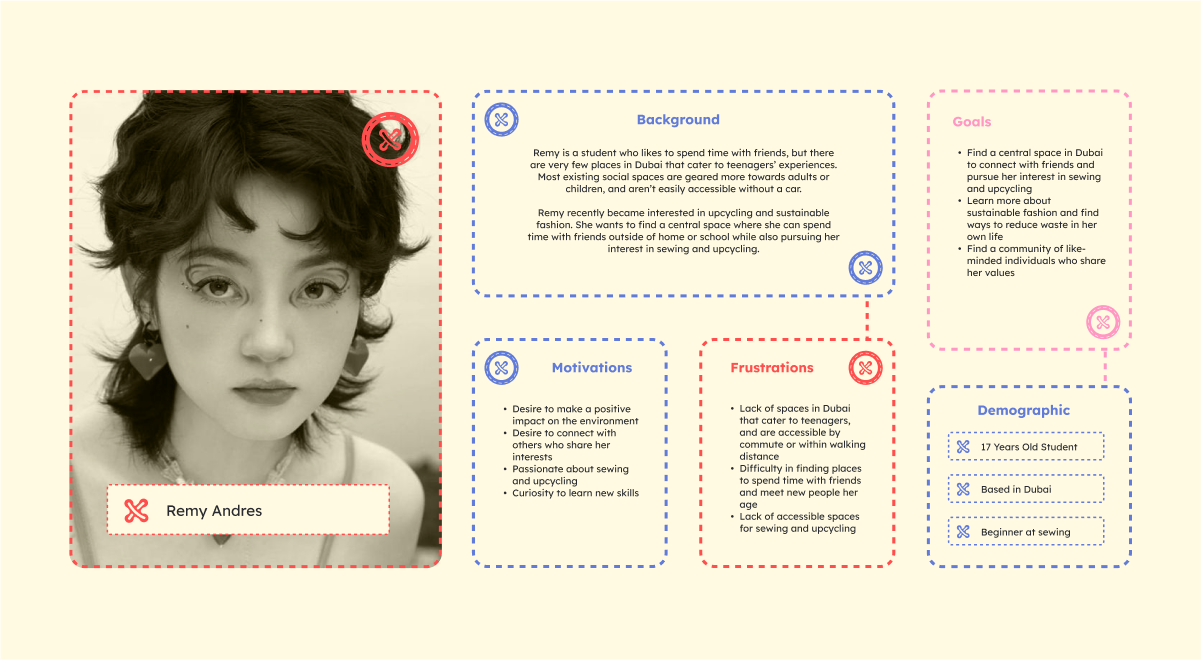 Remy Andres
Background
Remy is a student who likes to spend time with friends, but there
are very few places in Dubai that cater to teenagers’ experiences.
Most existing social spaces are geared more towards adults or
children, and aren’t easily accessible without a car.
Remy recently became interested in upcycling and sustainable
fashion. She wants to find a central space where she can spend
time with friends outside of home or school while also pursuing her
interest in sewing and upcycling.
Motivations
• Desire to make a positive
impact on the environment
• Desire to connect with
others who share her
interests
• Passionate about sewing
and upcycling
• Curiosity to learn new skills
Frustrations
• Lack of spaces in Dubai
that cater to teenagers,
and are accessible by
commute or within walking
distance
• Difficulty in finding places
to spend time with friends
and meet new people her
age
• Lack of accessible spaces
for sewing and upcycling
Goals
• Find a central space in Dubai
to connect with friends and
pursue her interest in sewing
and upcycling
• Learn more about
sustainable fashion and find
ways to reduce waste in her
own life
• Find a community of like-
minded individuals who share
her values
Demographic
17 Years Old Student
Based in Dubai
Beginner at sewing